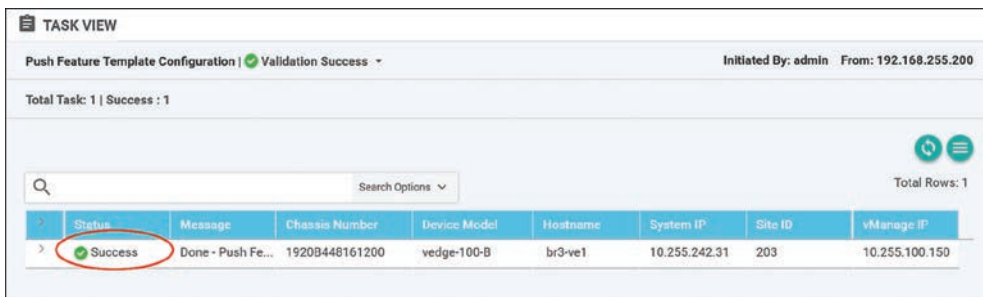 TASK VIEW
Push Feature Template Configuration | Validation Success Initiated By: admin From: 192.168.255.200
Total Task: 1 | Success : 1
Search Options Total Rows: 1
Status Message Chassis Number Device Model Hostname System IP Site ID vManage IP
Success Done - Push Fe... 1920B448161200 vedge-100-B br3-ve1 10.255.242.31 203 10.255.100.150